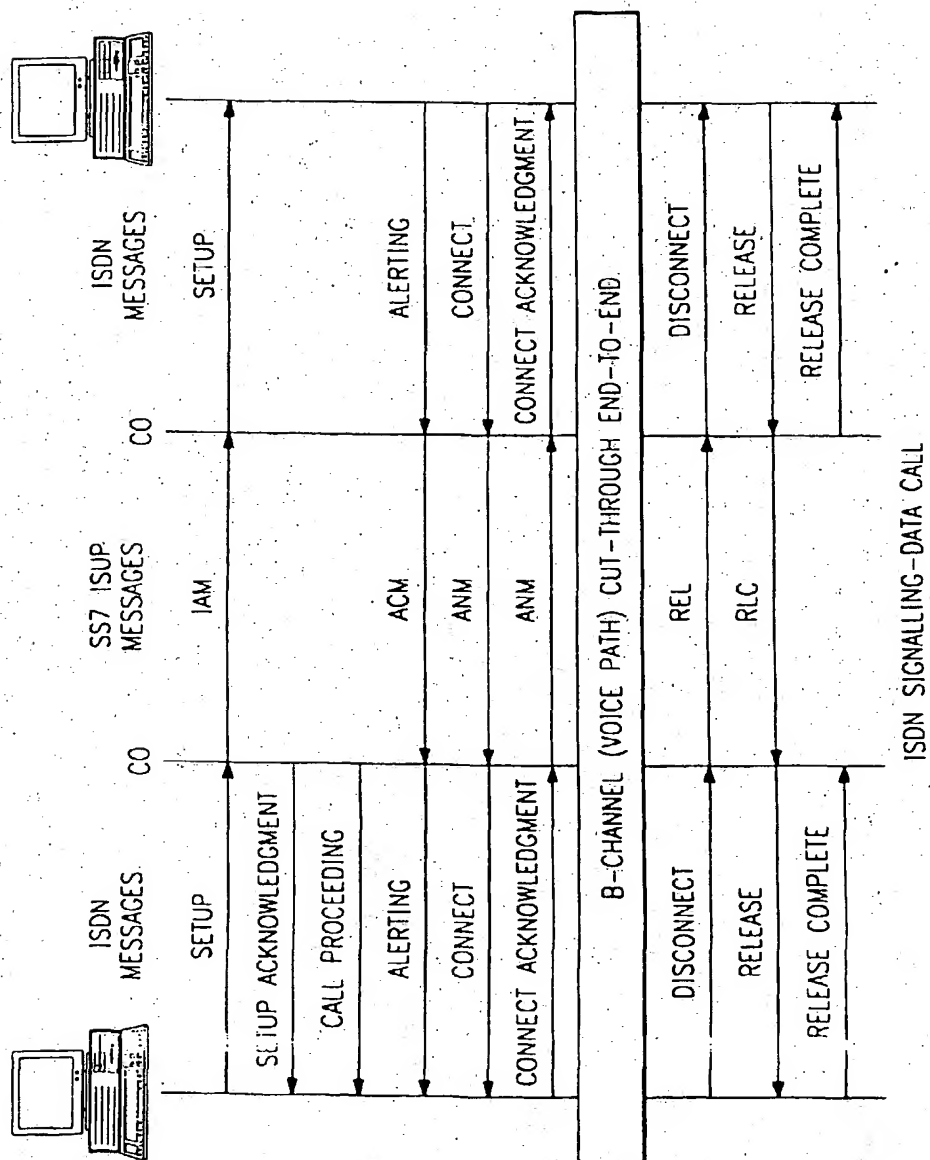 ISDN
MESSAGES
CO
SS7 ISUP
MESSAGES
CO
ISDN
MESSAGES
SETUP
IAM
SETUP
SETUP ACKNOWLEDGMENT
CALL PROCEEDING
ALERTING
ACM
ALERTING
CONNECT
ANM
CONNECT
CONNECT ACKNOWLEDGMENT
ANM
CONNECT ACKNOWLEDGMENT
B-CHANNEL (VOICE PATH) CUT-THROUGH END-TO-END
DISCONNECT
REL
DISCONNECT
RELEASE
RLC
RELEASE
RELEASE COMPLETE
RELEASE COMPLETE
ISDN SIGNALLING-DATA CALL